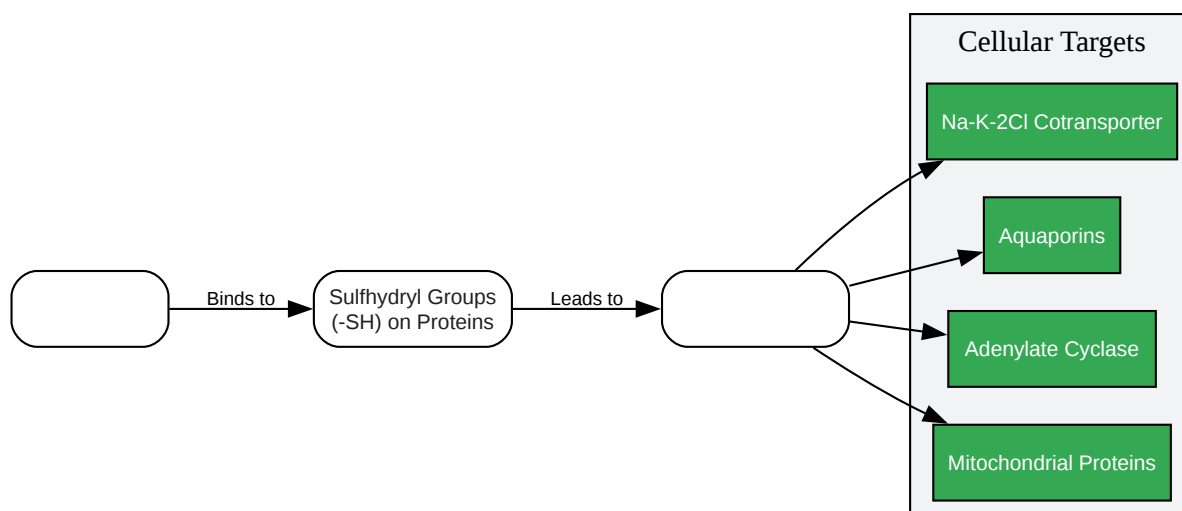 Cellular Targets
Na-K-2Cl Cotransporter
Aquaporins
Binds to
Sulfhydryl Groups
(-SH) on Proteins
Leads to
Adenylate Cyclase
Mitochondrial Proteins